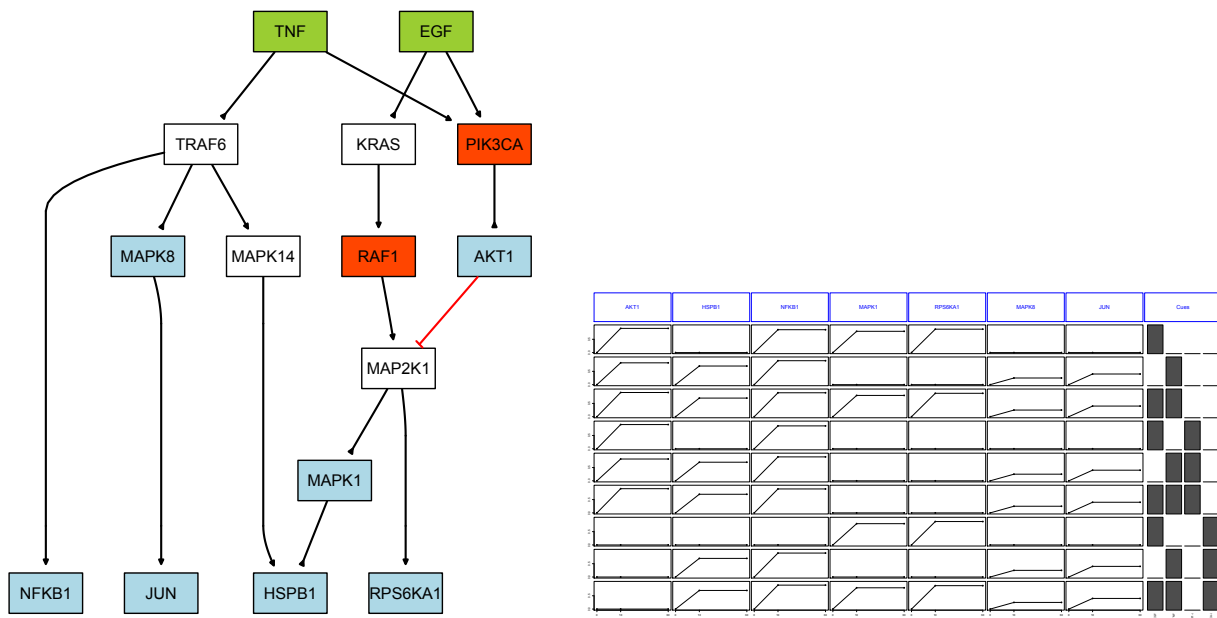 TNF EGF
TRAF6 KRAS PIK3CA
MAPK8 MAPK14 RAF1 AKT1
MAP2K1
MAPK1
NFKB1 JUN HSPB1 RPS6KA1
AKT1 HSPB1 NFKB1 MAPK1 RPS6KA1 MAPK8 JUN Cues